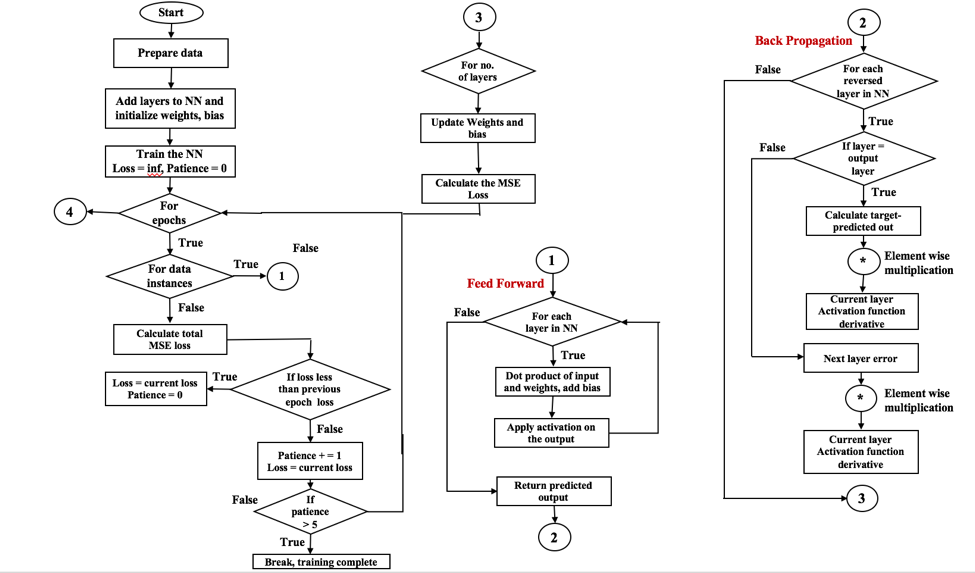 Start
Prepare data
Add layers to NN and
initialize weights, bias
Train the NN
Loss = inf, Patience = 0
For
epochs
4
True
For data
instances
True
False
1
False
Calculate total
MSE loss
If loss less
than previous
epoch loss
True
Loss = current loss
Patience = 0
False
Patience + = 1
Loss = current loss
If
patience
> 5
False
True
Break, training complete
3
For no.
of layers
Update Weights and
bias
Calculate the MSE
Loss
1
Feed Forward
For each
layer in NN
False
True
Dot product of input
and weights, add bias
Apply activation on
the output
Return predicted
output
2
2
Back Propagation
For each
reversed
layer in NN
False
True
If layer =
output
layer
False
True
Calculate target-
predicted out
*
Element wise
multiplication
Current layer
Activation function
derivative
Next layer error
*
Element wise
multiplication
Current layer
Activation function
derivative
3